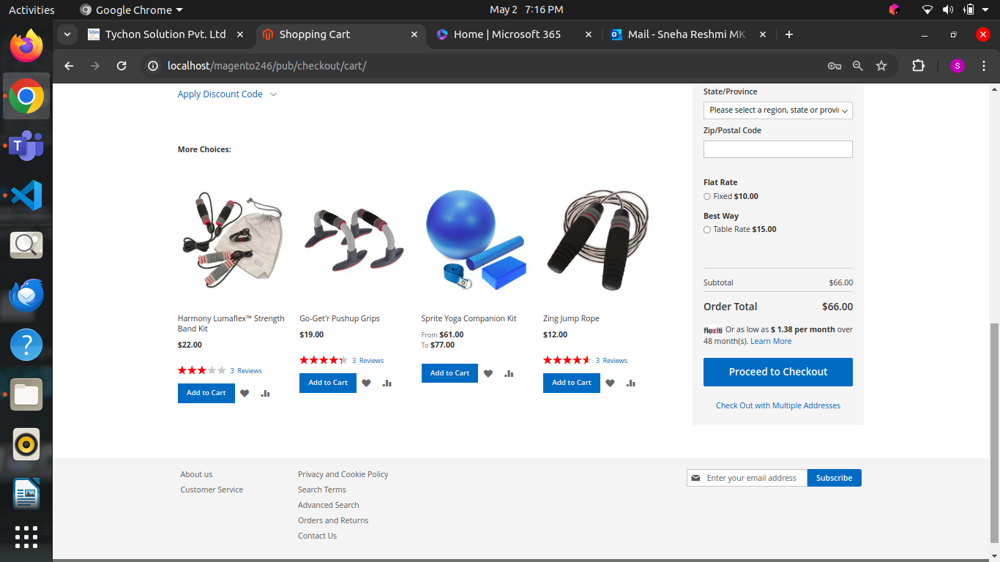 Activities
Google Chrome
May 2 7:16 PM
Tychon Solution Pvt. Ltd
Shopping Cart
Home | Microsoft 365
Mail - Sneha Reshmi MK
localhost/magento246/pub/checkout/cart/
S
Apply Discount Code
More Choices:
Harmony Lumaflex™ Strength
Band Kit
$22.00
3 Reviews
Add to Cart
Go-Get'r Pushup Grips
$19.00
3 Reviews
Add to Cart
Sprite Yoga Companion Kit
From $61.00
To $77.00
Add to Cart
Zing Jump Rope
$12.00
3 Reviews
Add to Cart
State/Province
Please select a region, state or provi
Zip/Postal Code
Flat Rate
Fixed $10.00
Best Way
Table Rate $15.00
Subtotal $66.00
Order Total $66.00
flexiti Or as low as $ 1.38 per month over
48 month(s). Learn More
Proceed to Checkout
Check Out with Multiple Addresses
About us
Customer Service
Privacy and Cookie Policy
Search Terms
Advanced Search
Orders and Returns
Contact Us
Enter your email address
Subscribe